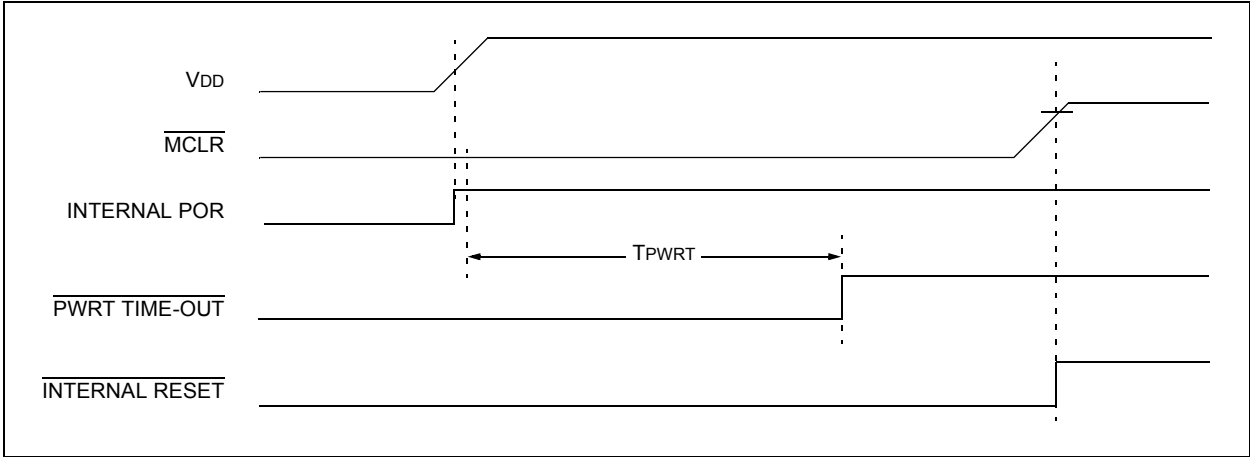 VDD
MCLR
INTERNAL POR
TPWRT
PWRT TIME-OUT
INTERNAL RESET